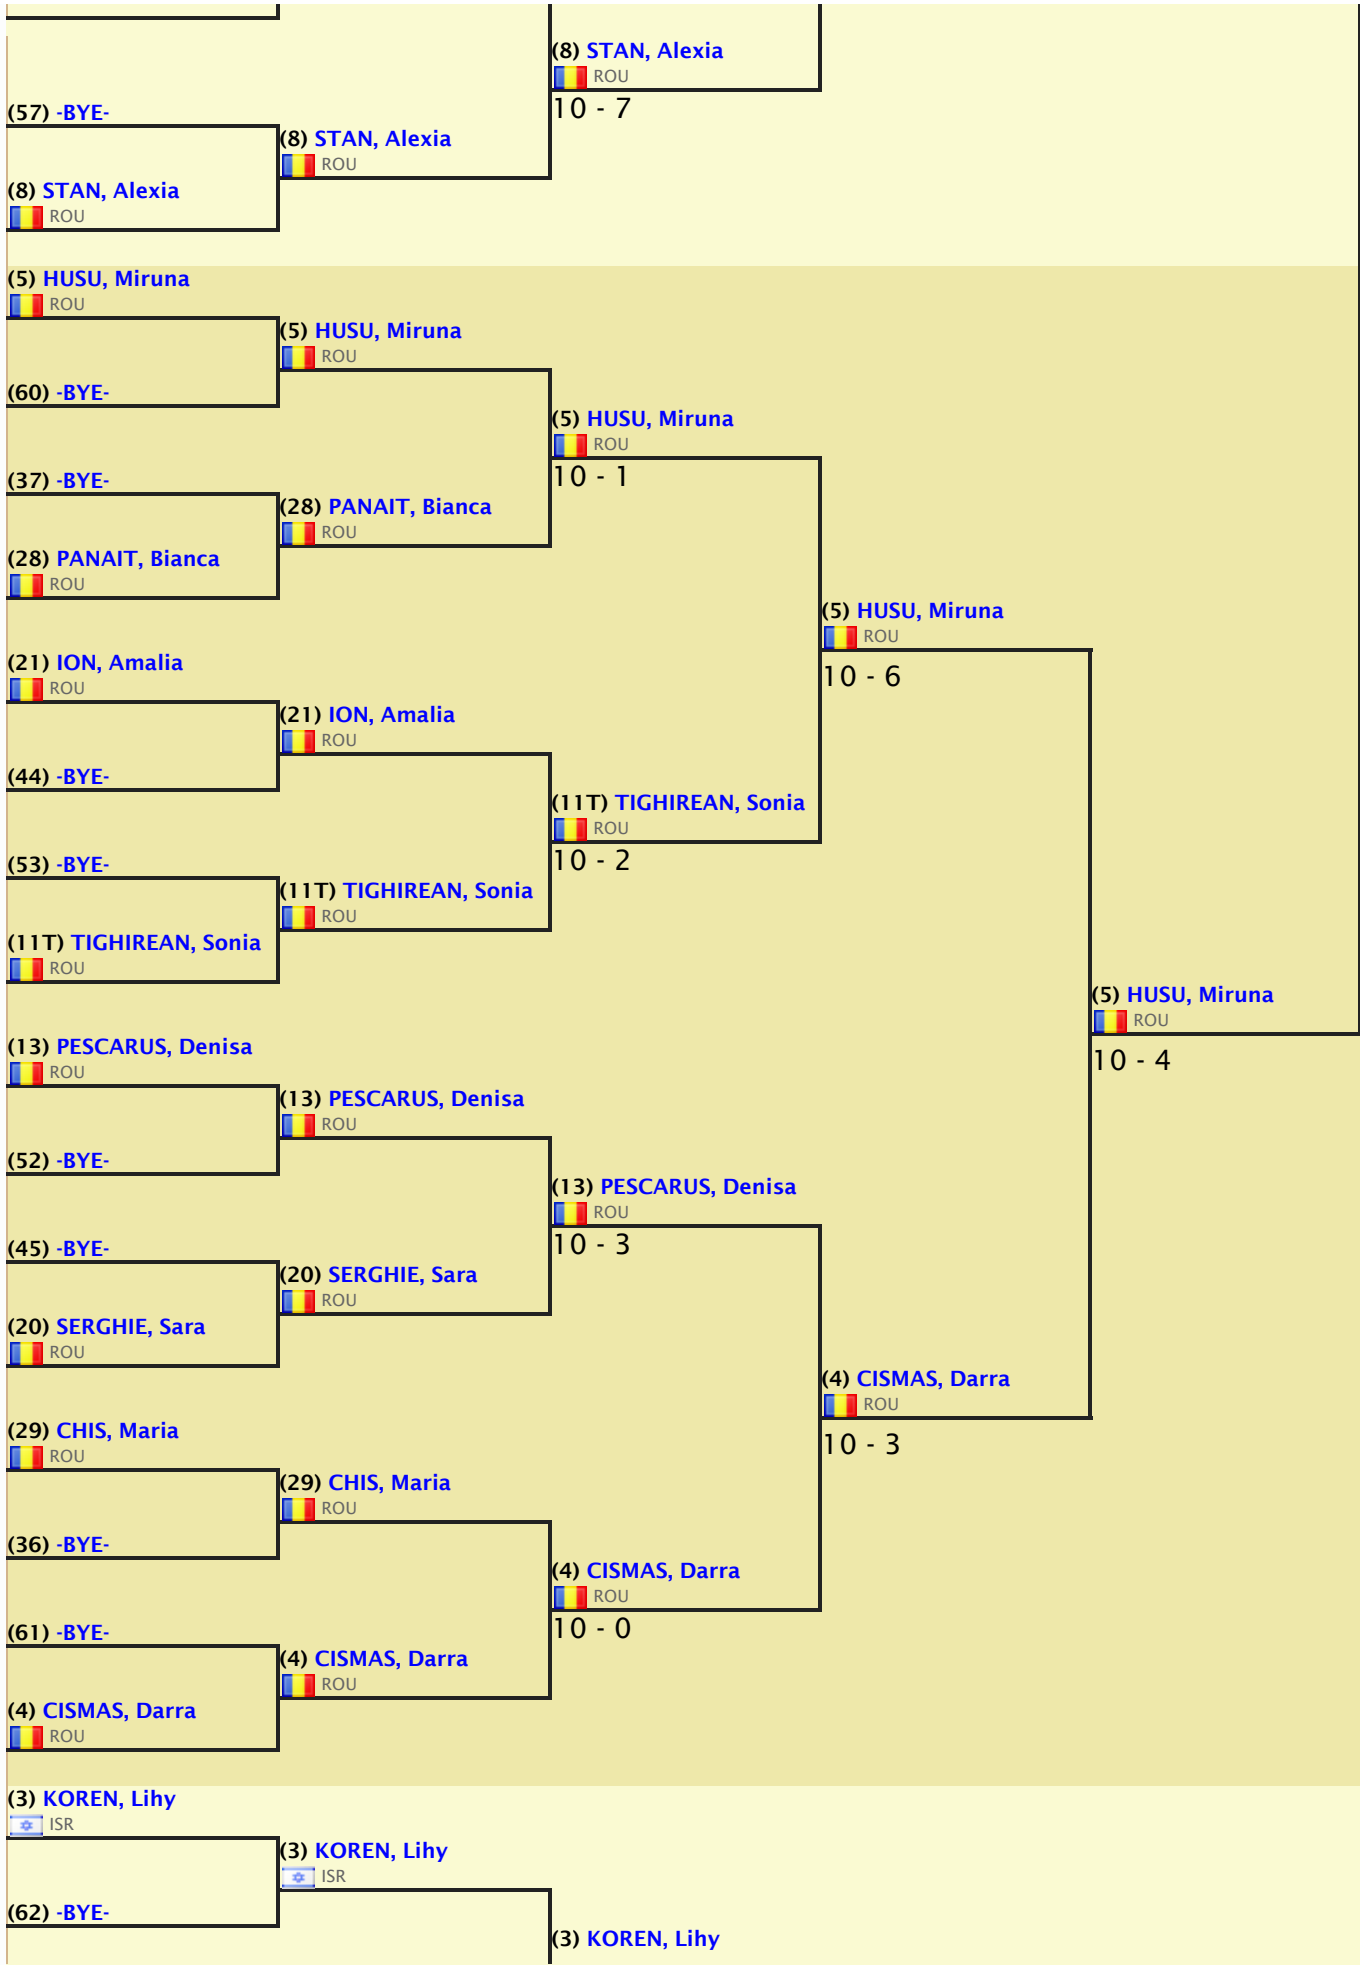 (8) STAN, Alexia
ROU
10 - 7
(57) -BYE-
(8) STAN, Alexia
ROU
(8) STAN, Alexia
ROU
(5) HUSU, Miruna
ROU
(5) HUSU, Miruna
ROU
(60) -BYE-
(5) HUSU, Miruna
ROU
10 - 1
(37) -BYE-
(28) PANAIT, Bianca
ROU
(28) PANAIT, Bianca
ROU
(5) HUSU, Miruna
ROU
10 - 6
(21) ION, Amalia
ROU
(21) ION, Amalia
ROU
(44) -BYE-
(11T) TIGHIREAN, Sonia
ROU
10 - 2
(53) -BYE-
(11T) TIGHIREAN, Sonia
ROU
(11T) TIGHIREAN, Sonia
ROU
(5) HUSU, Miruna
ROU
10 - 4
(13) PESCARUS, Denisa
ROU
(13) PESCARUS, Denisa
ROU
(52) -BYE-
(13) PESCARUS, Denisa
ROU
10 - 3
(45) -BYE-
(20) SERGHIE, Sara
ROU
(20) SERGHIE, Sara
ROU
(4) CISMAS, Darra
ROU
10 - 3
(29) CHIS, Maria
ROU
(29) CHIS, Maria
ROU
(36) -BYE-
(4) CISMAS, Darra
ROU
10 - 0
(61) -BYE-
(4) CISMAS, Darra
ROU
(4) CISMAS, Darra
ROU
(3) KOREN, Lihy
ISR
(3) KOREN, Lihy
ISR
(62) -BYE-
(3) KOREN, Lihy